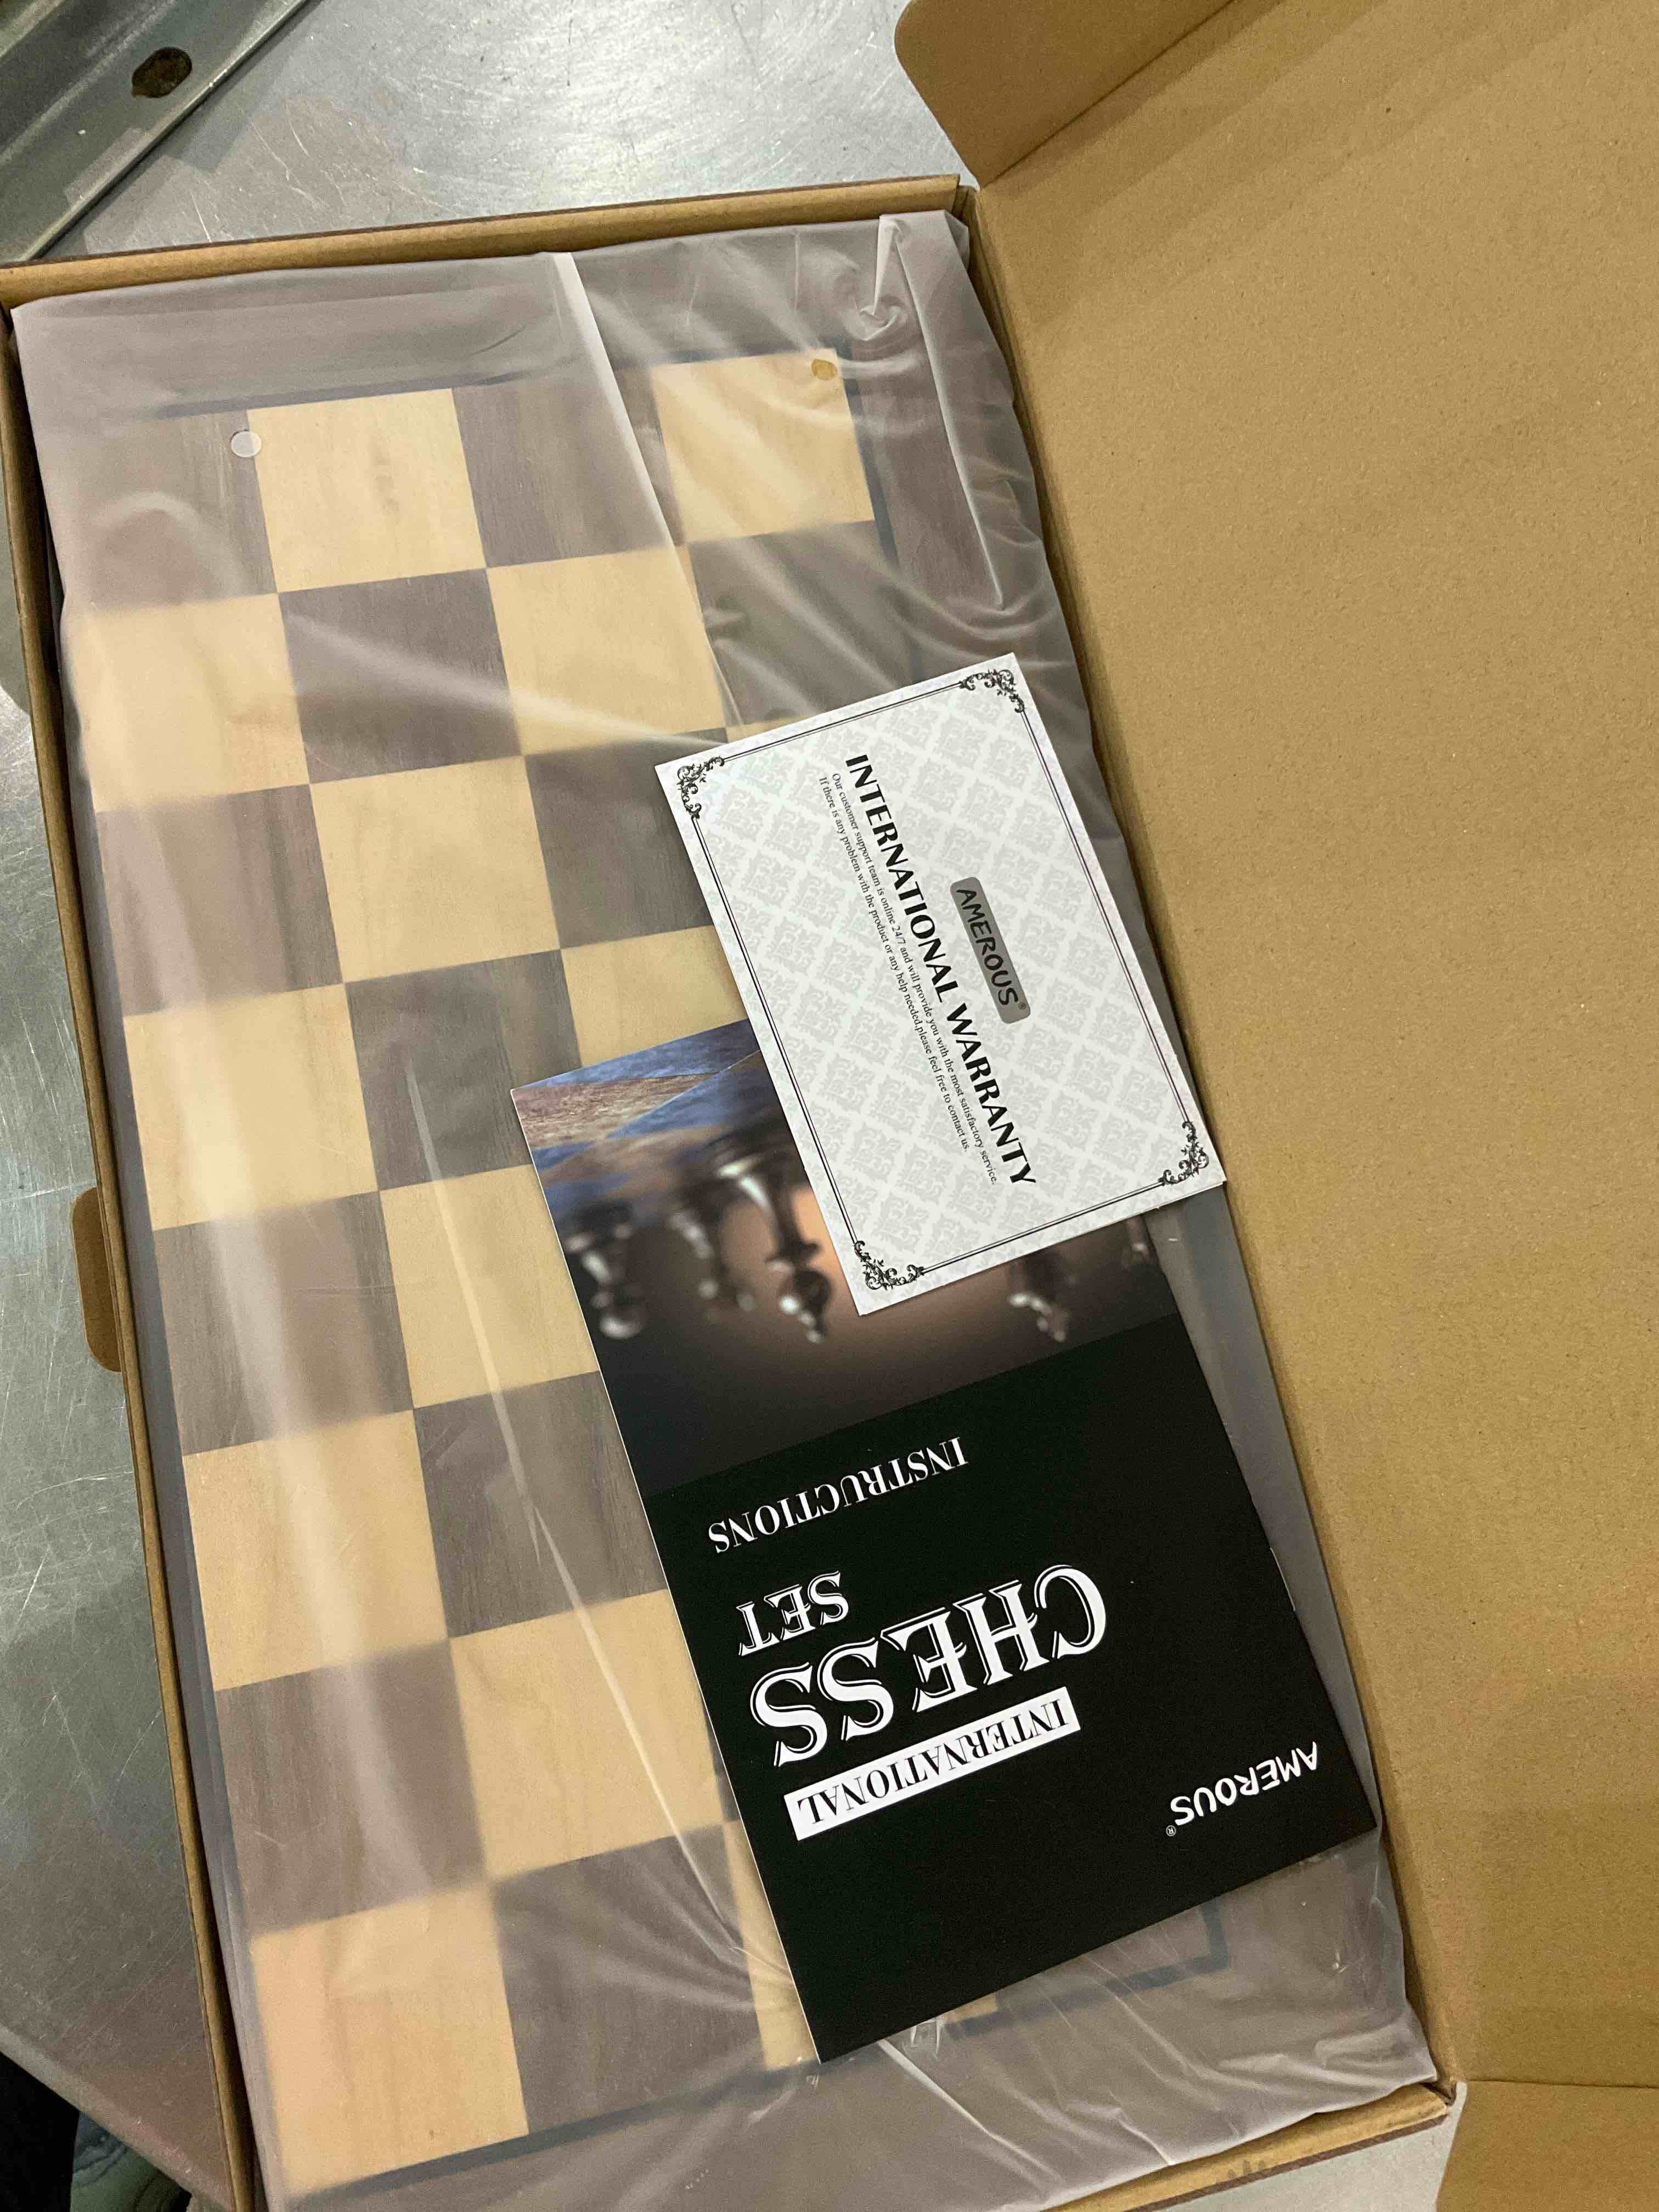 AMEROUS®
INTERNATIONAL WARRANTY
Our customer support team is online 24/7 and will provide you with the most satisfactory service.
If there is any problem with the product or any help needed,please feel free to contact us.
AMEROUS®
INTERNATIONAL
CHESS
SET
INSTRUCTIONS